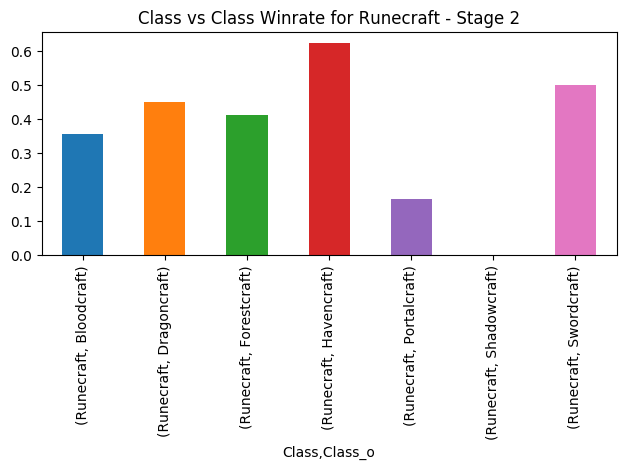 Class vs Class Winrate for Runecraft - Stage 2
0.6
0.5
0.4
0.3
0.2
0.1
0.0
(Runecraft, Bloodcraft)
(Runecraft, Dragoncraft)
(Runecraft, Forestcraft)
(Runecraft, Havencraft)
(Runecraft, Portalcraft)
(Runecraft, Shadowcraft)
(Runecraft, Swordcraft)
Class,Class_o